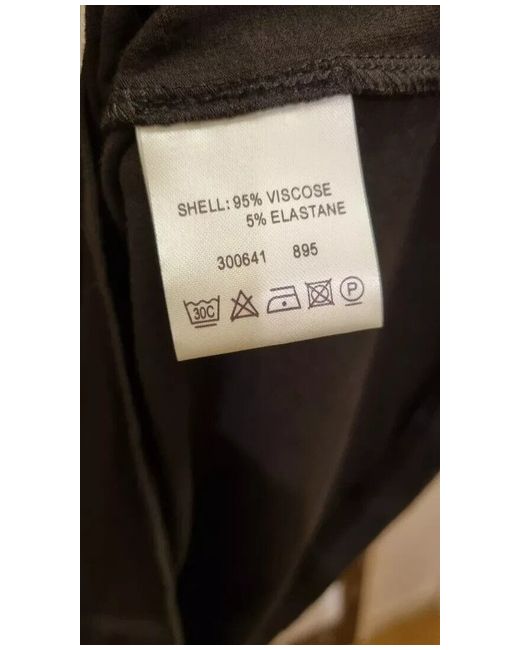 SHELL: 95% VISCOSE
5% ELASTANE
300641 895
30C P